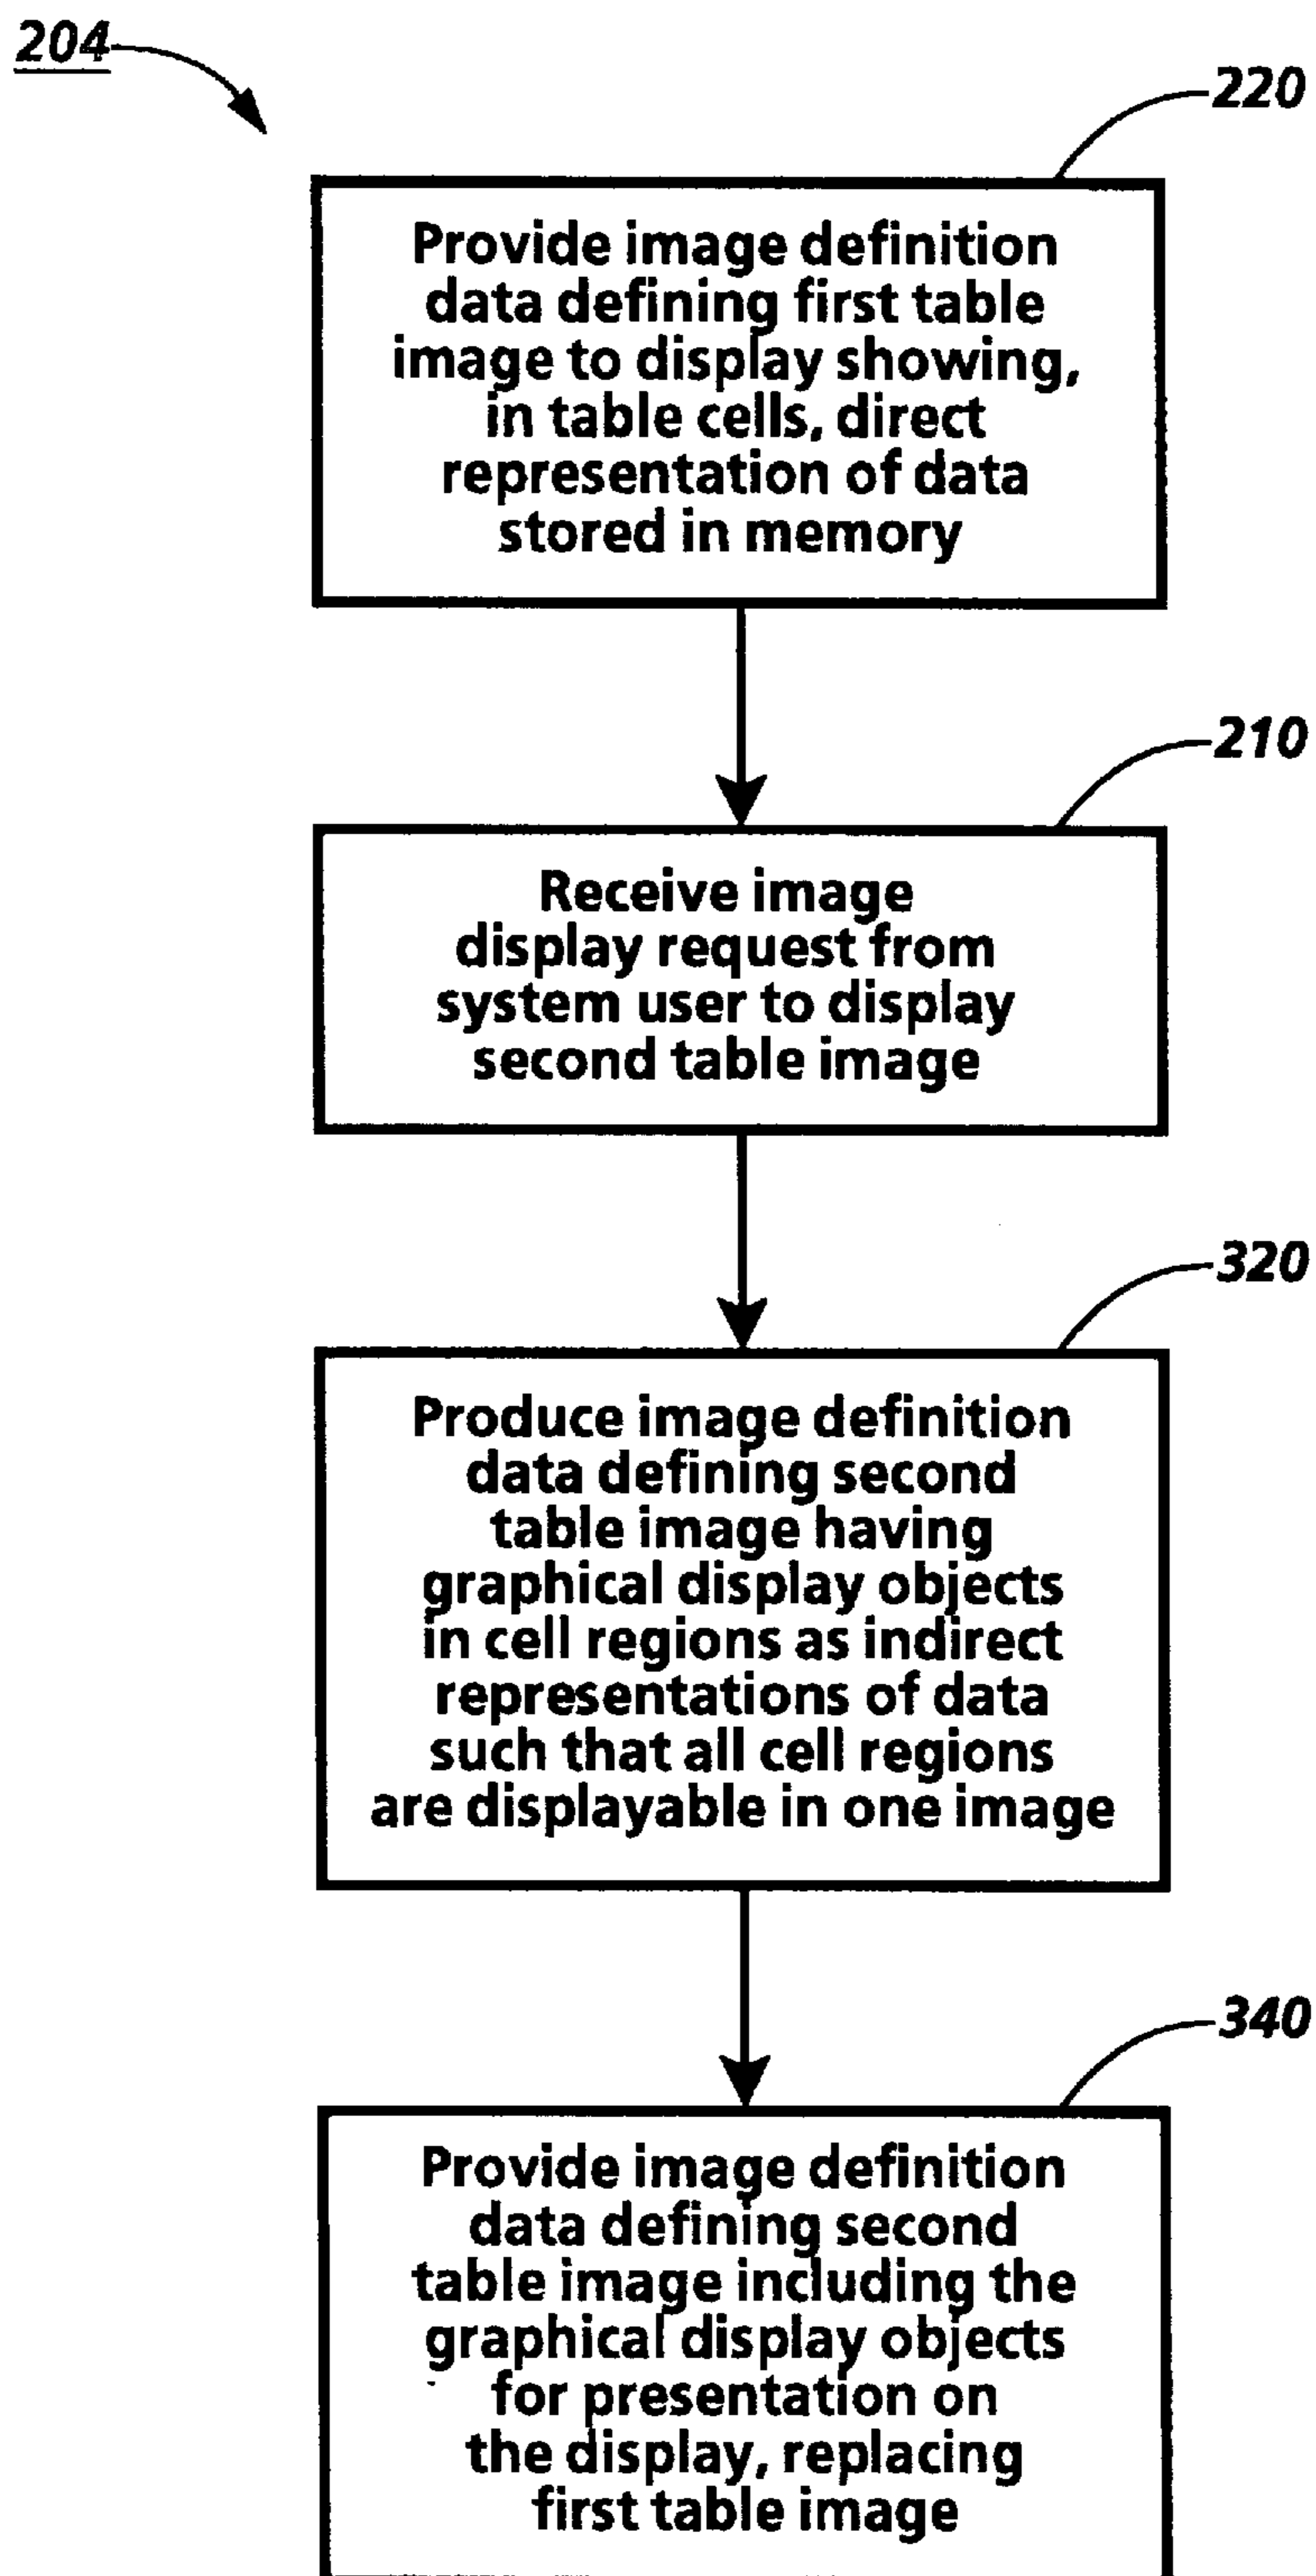 204
220
Provide image definition
data defining first table
image to display showing,
in table cells, direct
representation of data
stored in memory
210
Receive image
display request from
system user to display
second table image
320
Produce image definition
data defining second
table image having
graphical display objects
in cell regions as indirect
representations of data
such that all cell regions
are displayable in one image
340
Provide image definition
data defining second
table image including the
graphical display objects
for presentation on
the display, replacing
first table image